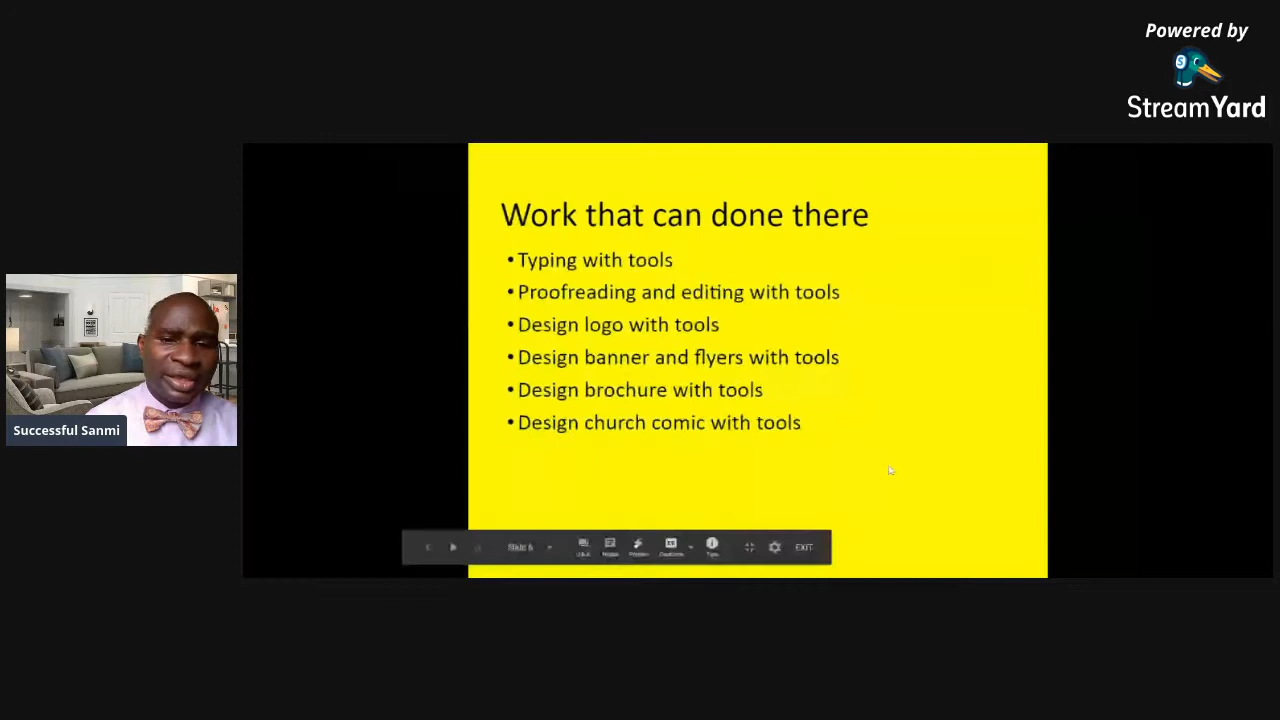 Powered by
StreamYard
Work that can done there
•Typing with tools
•Proofreading and editing with tools
•Design logo with tools
•Design banner and flyers with tools
•Design brochure with tools
•Design church comic with tools
Successful Sanmi
Slide 6
EXIT